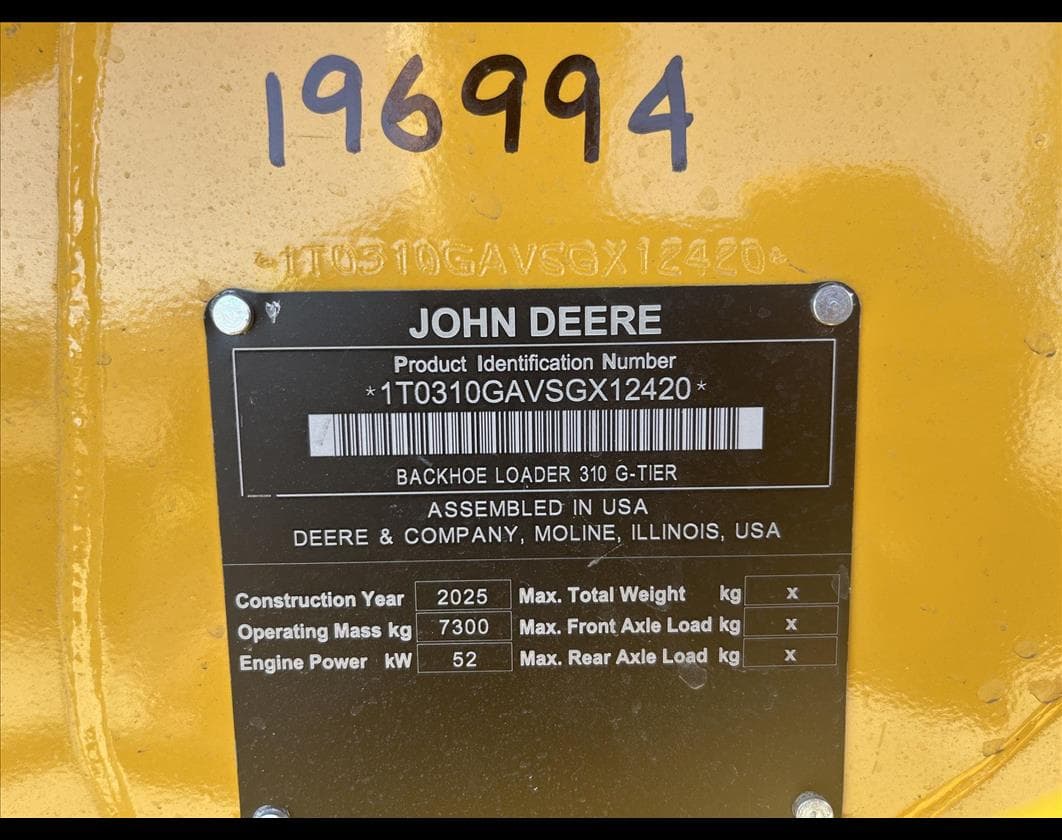 196994
*1T0310GAVSGX12420*
JOHN DEERE
Product Identification Number
*1T0310GAVSGX12420*
BACKHOE LOADER 310 G-TIER
ASSEMBLED IN USA
DEERE & COMPANY, MOLINE, ILLINOIS, USA
Construction Year 2025 Max. Total Weight kg X
Operating Mass kg 7300 Max. Front Axle Load kg X
Engine Power kW 52 Max. Rear Axle Load kg X